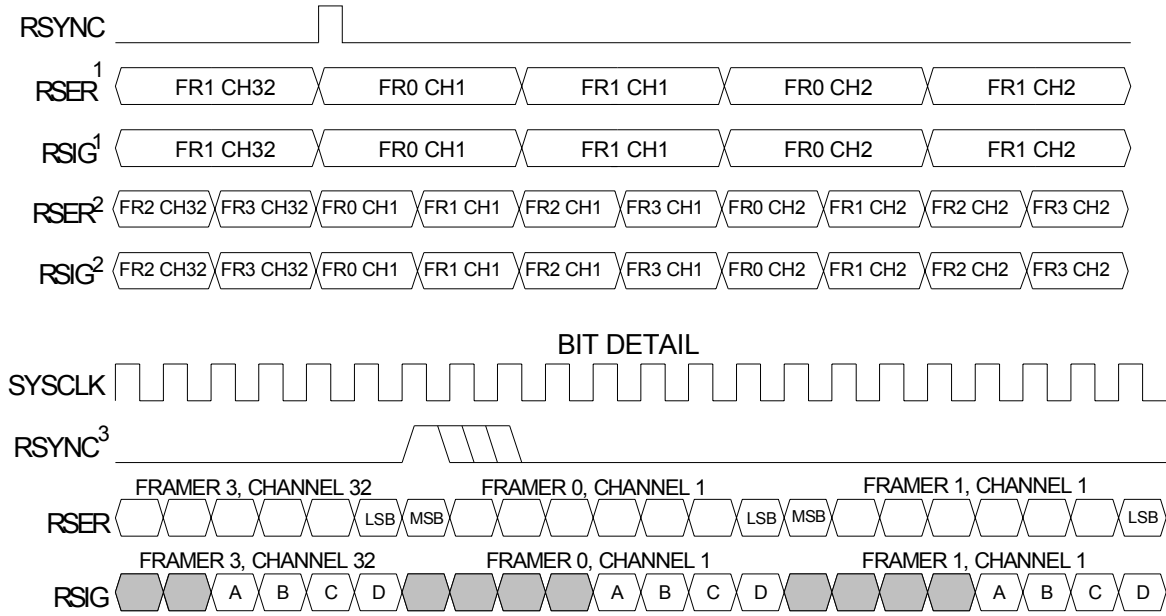 RSYNC
RSER1 FR1 CH32 FR0 CH1 FR1 CH1 FR0 CH2 FR1 CH2
RSIG1 FR1 CH32 FR0 CH1 FR1 CH1 FR0 CH2 FR1 CH2
RSER2 FR2 CH32 FR3 CH32 FR0 CH1 FR1 CH1 FR2 CH1 FR3 CH1 FR0 CH2 FR1 CH2 FR2 CH2 FR3 CH2
RSIG2 FR2 CH32 FR3 CH32 FR0 CH1 FR1 CH1 FR2 CH1 FR3 CH1 FR0 CH2 FR1 CH2 FR2 CH2 FR3 CH2
BIT DETAIL
SYSCLK
RSYNC3
FRAMER 3, CHANNEL 32 FRAMER 0, CHANNEL 1 FRAMER 1, CHANNEL 1
RSER LSB MSB LSB MSB LSB
FRAMER 3, CHANNEL 32 FRAMER 0, CHANNEL 1 FRAMER 1, CHANNEL 1
RSIG A B C D A B C D A B C D